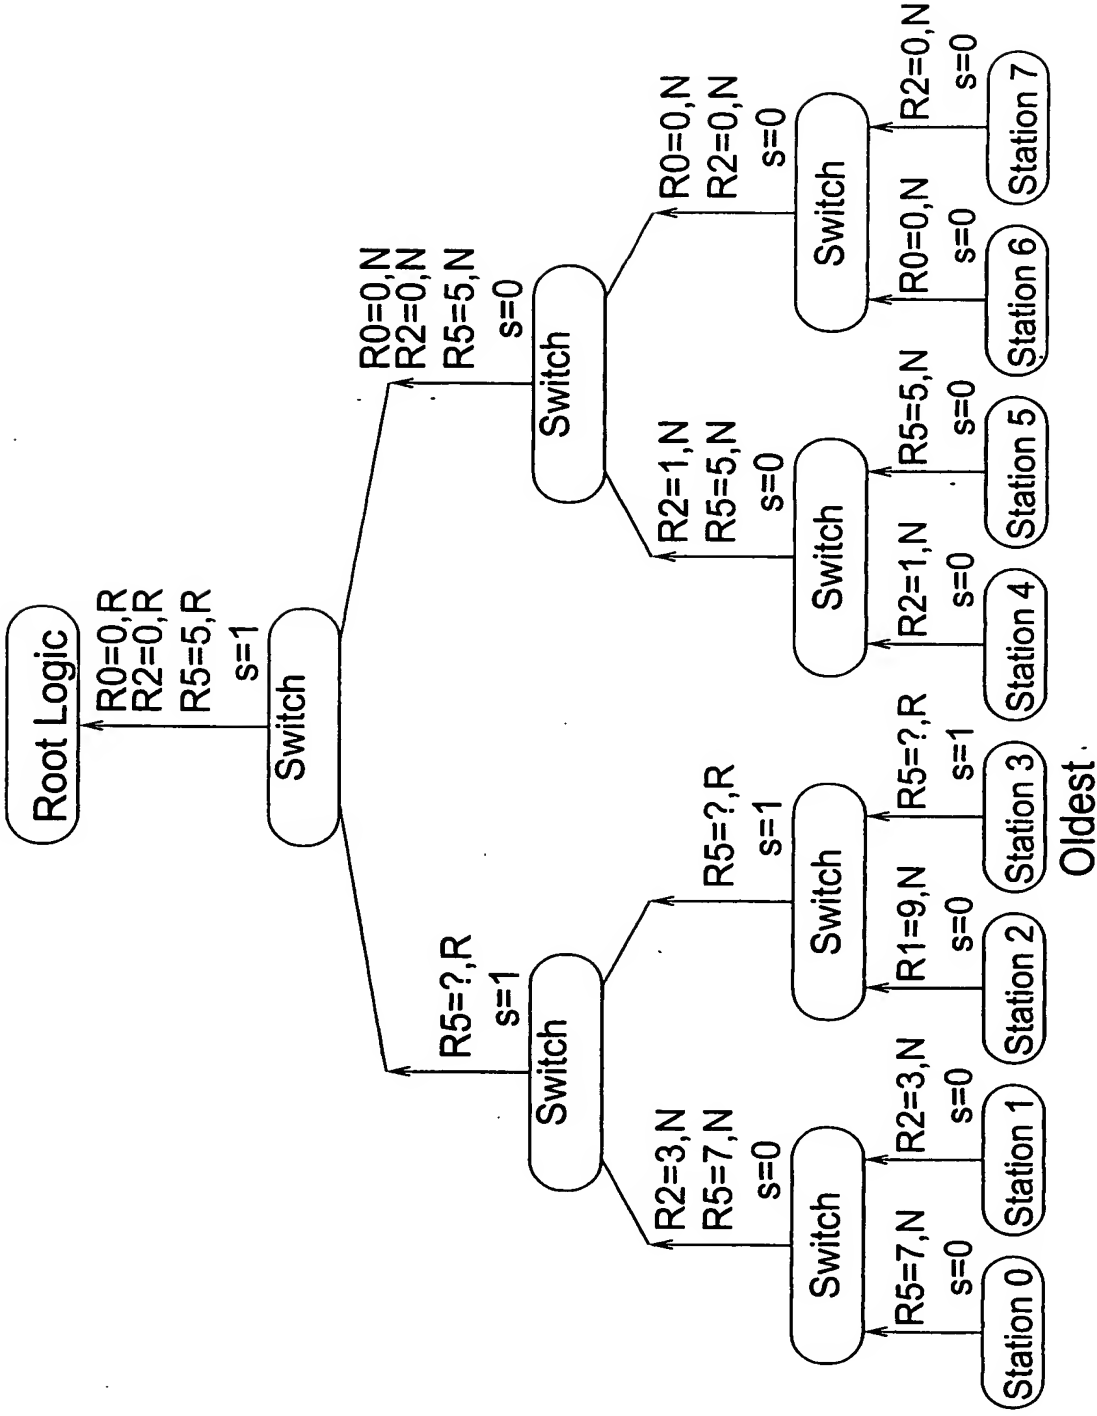 Root Logic
R0=0,R
R2=0,R
R5=5,R
s=1
Switch
R5=?,R
s=1
Switch
R0=0,N
R2=0,N
R5=5,N
s=0
Switch
R2=3,N
R5=7,N
s=0
Switch
R5=?,R
s=1
Switch
R2=1,N
R5=5,N
s=0
Switch
R0=0,N
R2=0,N
s=0
Switch
R5=7,N
s=0
Station 0
R2=3,N
s=0
Station 1
R1=9,N
s=0
Station 2
R5=?,R
s=1
Station 3
R2=1,N
s=0
Station 4
R5=5,N
s=0
Station 5
R0=0,N
s=0
Station 6
R2=0,N
s=0
Station 7
Oldest